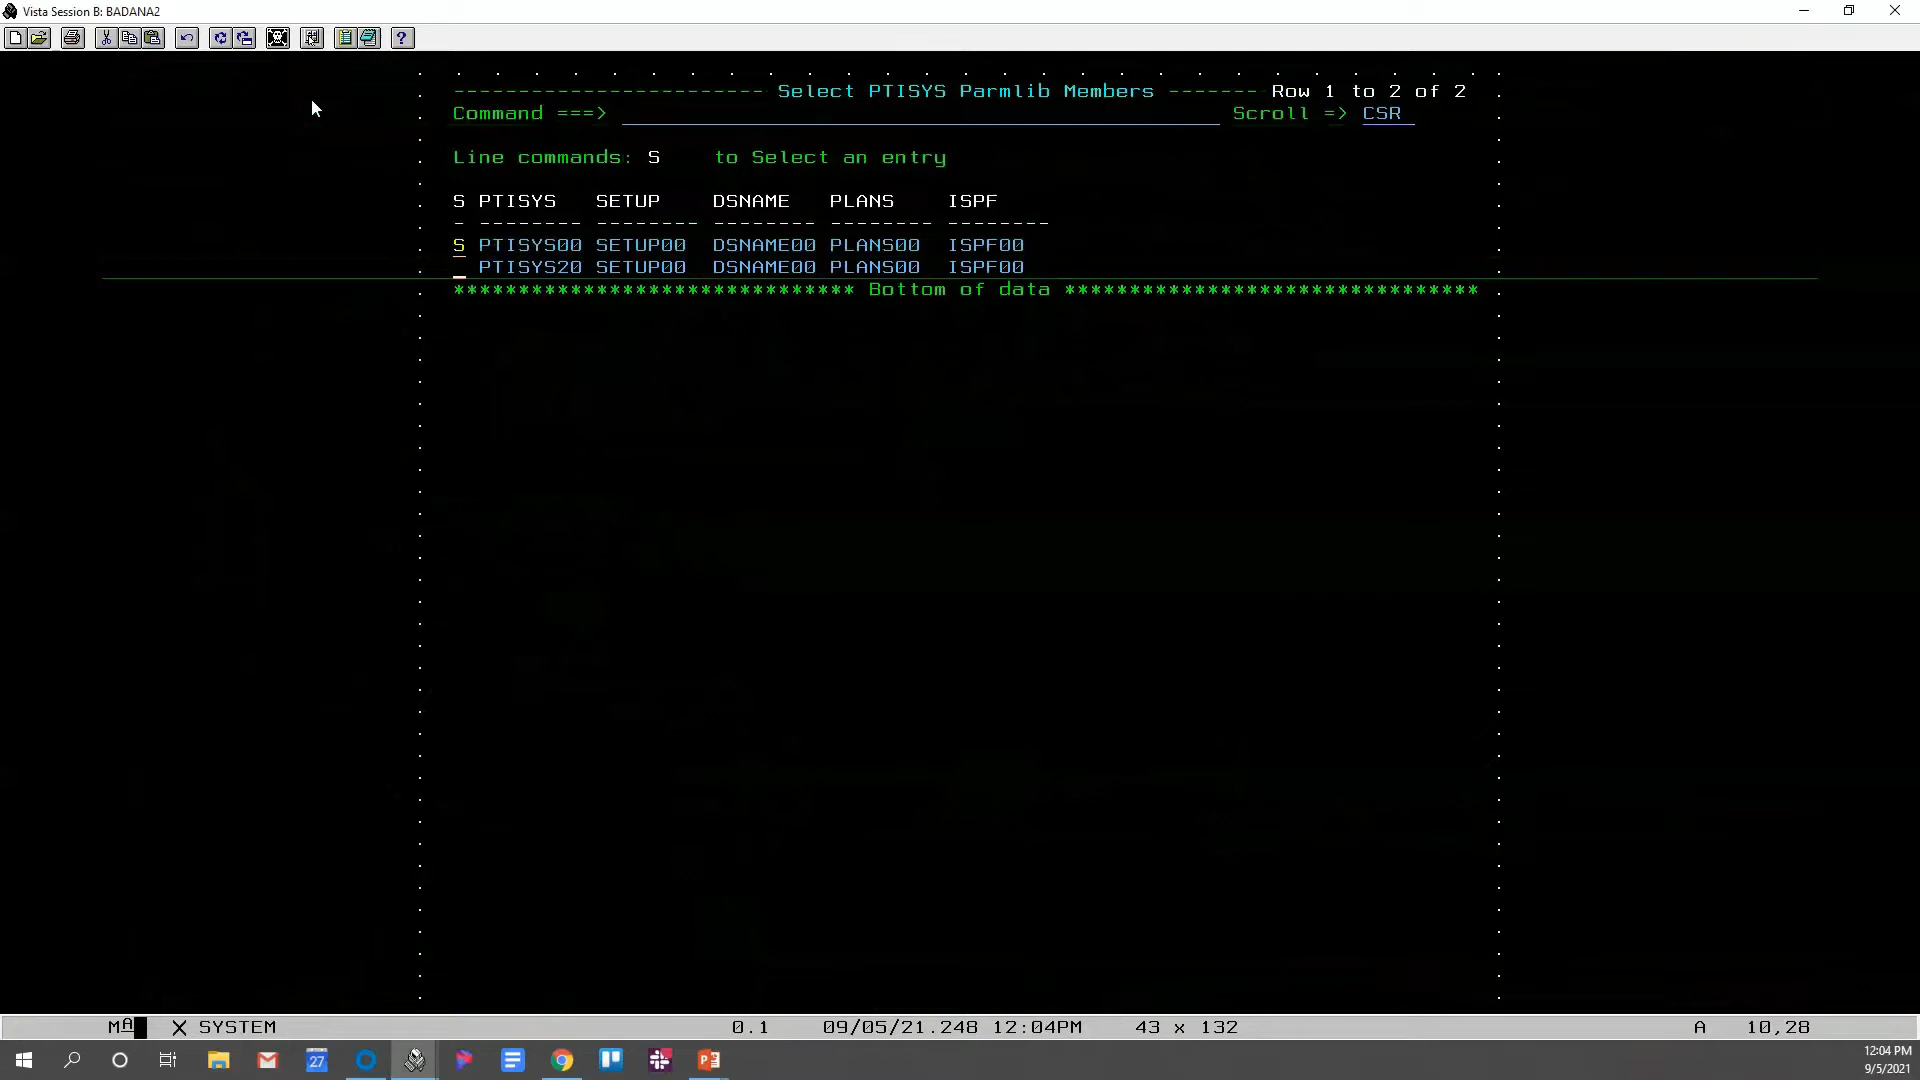 Vista Session B: BADANA2
------------------------ Select PTISYS Parmlib Members ------- Row 1 to 2 of 2
Command ===> Scroll => CSR
Line commands: S to Select an entry
S PTISYS SETUP DSNAME PLANS ISPF
- -------- -------- -------- -------- --------
S PTISYS00 SETUP00 DSNAME00 PLANS00 ISPF00
_ PTISYS20 SETUP00 DSNAME00 PLANS00 ISPF00
******************************* Bottom of data ********************************
MA X SYSTEM 0.1 09/05/21.248 12:04PM 43 x 132 A 10,28
27
12:04 PM
9/5/2021